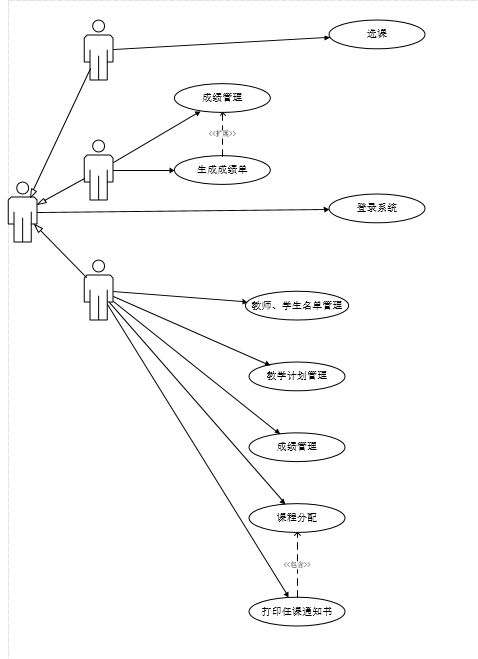 选课
成绩管理
<<扩展>>
生成成绩单
登录系统
教师、学生名单管理
教学计划管理
成绩管理
课程分配
<<包含>>
打印任课通知书